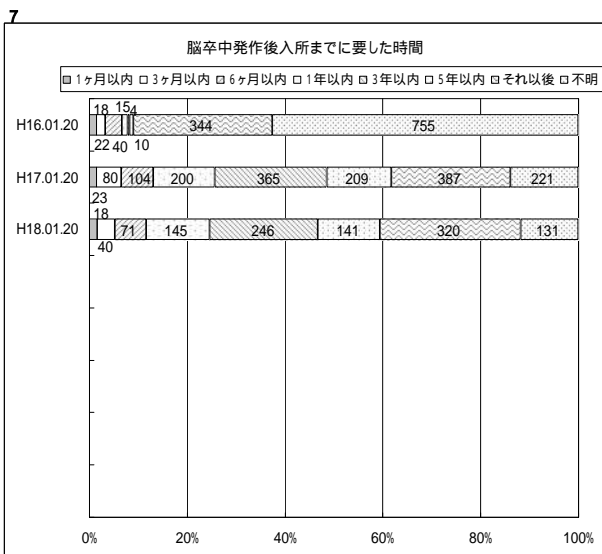 7
脳卒中発作後入所までに要した時間
1ヶ月以内 3ヶ月以内 6ヶ月以内 1年以内 3年以内 5年以内 それ以後 不明
18 15 4
H16.01.20 344 755
22 40 10
H17.01.20 80 104 200 365 209 387 221
23
18
H18.01.20 71 145 246 141 320 131
40
0% 20% 40% 60% 80% 100%